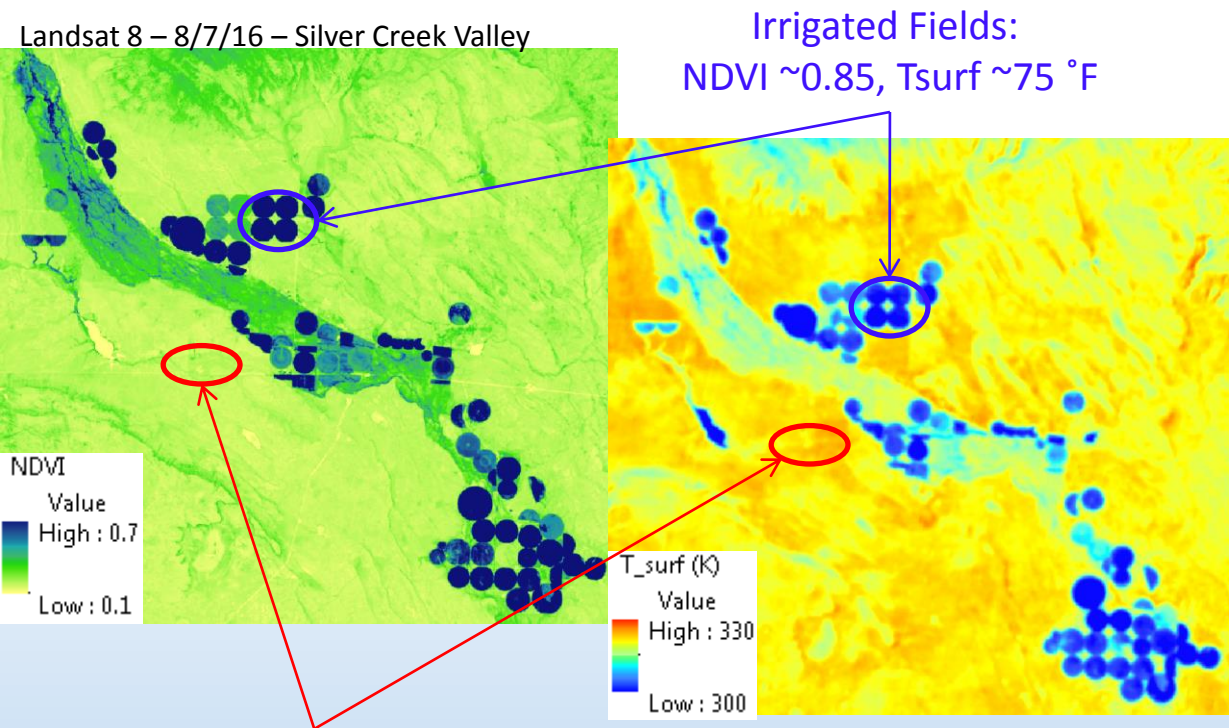 Landsat 8 – 8/7/16 – Silver Creek Valley
Irrigated Fields:
NDVI ~0.85, Tsurf ~75 ˚F
NDVI
Value
High : 0.7
Low : 0.1
T_surf (K)
Value
High : 330
Low : 300